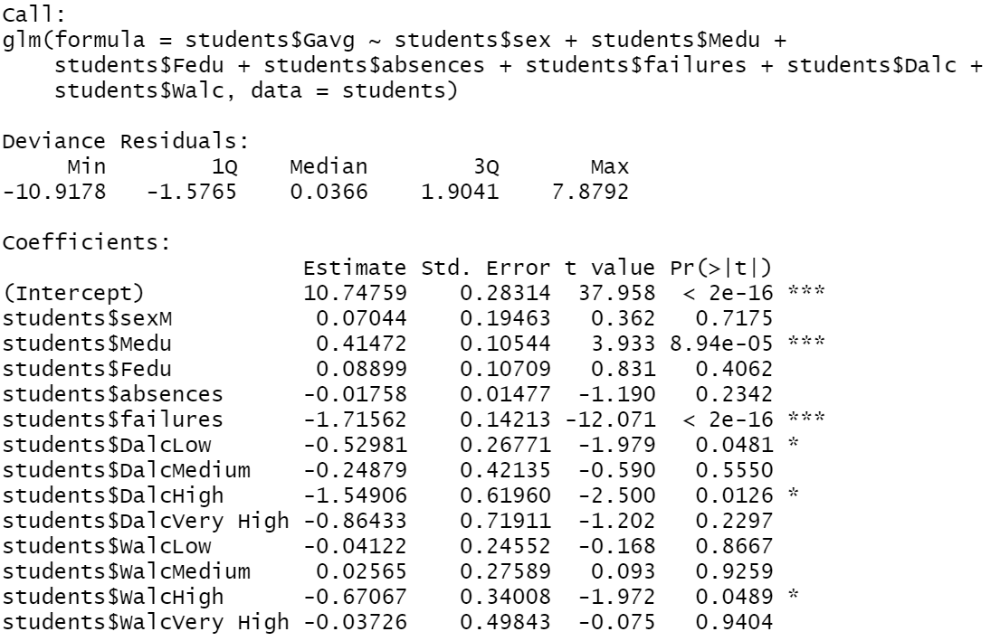 Call:
glm(formula = students$Gavg ~ students$sex + students$Medu +
    students$Fedu + students$absences + students$failures + students$Dalc +
    students$Walc, data = students)

Deviance Residuals:
     Min        1Q    Median        3Q       Max
-10.9178   -1.5765    0.0366    1.9041    7.8792

Coefficients:
                       Estimate Std. Error t value Pr(>|t|)
(Intercept)            10.74759    0.28314  37.958  < 2e-16 ***
students$sexM           0.07044    0.19463   0.362   0.7175
students$Medu           0.41472    0.10544   3.933 8.94e-05 ***
students$Fedu           0.08899    0.10709   0.831   0.4062
students$absences      -0.01758    0.01477  -1.190   0.2342
students$failures      -1.71562    0.14213 -12.071  < 2e-16 ***
students$DalcLow       -0.52981    0.26771  -1.979   0.0481 *
students$DalcMedium    -0.24879    0.42135  -0.590   0.5550
students$DalcHigh      -1.54906    0.61960  -2.500   0.0126 *
students$DalcVery High -0.86433    0.71911  -1.202   0.2297
students$WalcLow       -0.04122    0.24552  -0.168   0.8667
students$WalcMedium     0.02565    0.27589   0.093   0.9259
students$WalcHigh      -0.67067    0.34008  -1.972   0.0489 *
students$WalcVery High -0.03726    0.49843  -0.075   0.9404